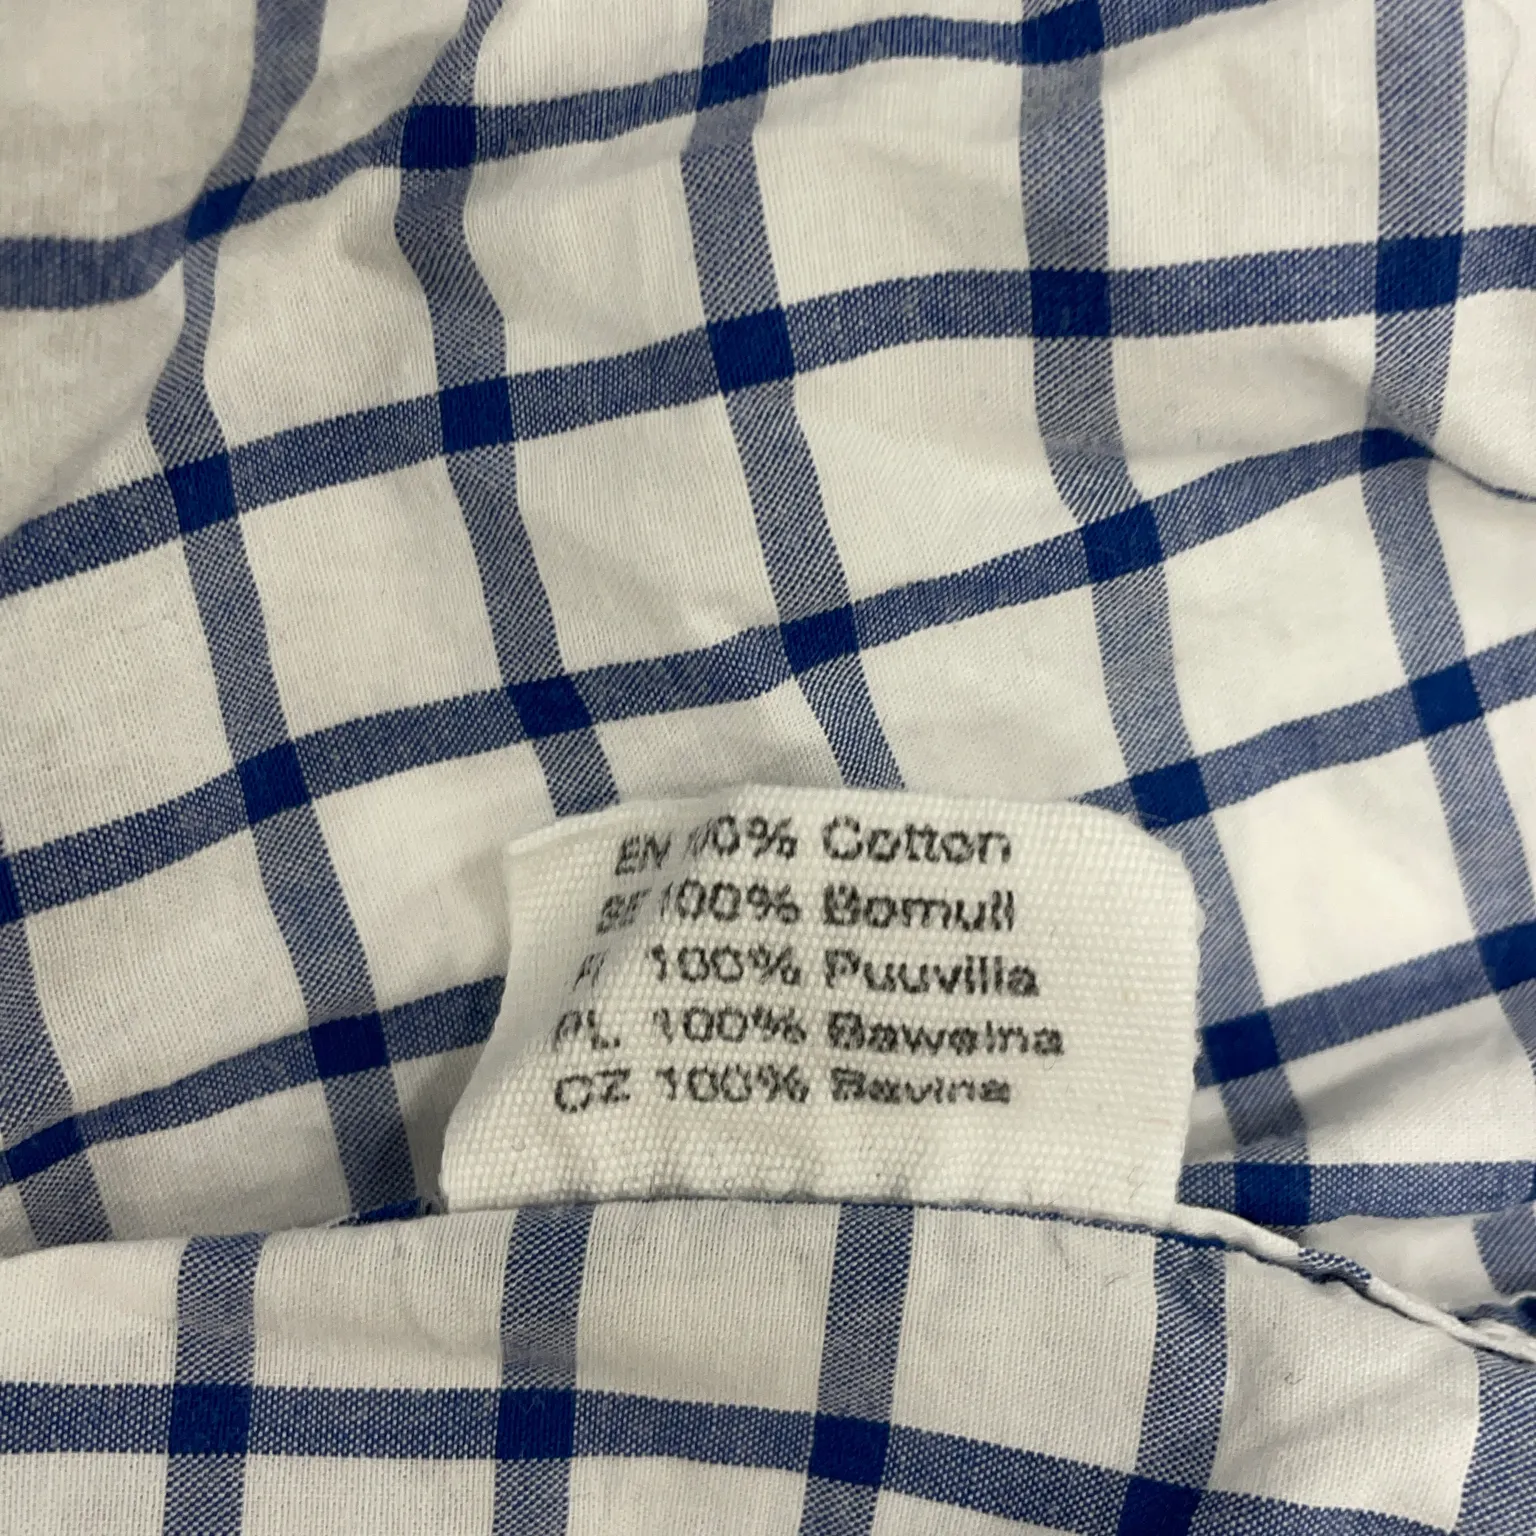 EN 100% Cotton
SE 100% Bomull
FI 100% Puuvilla
PL 100% Bawelna
CZ 100% Bavlna